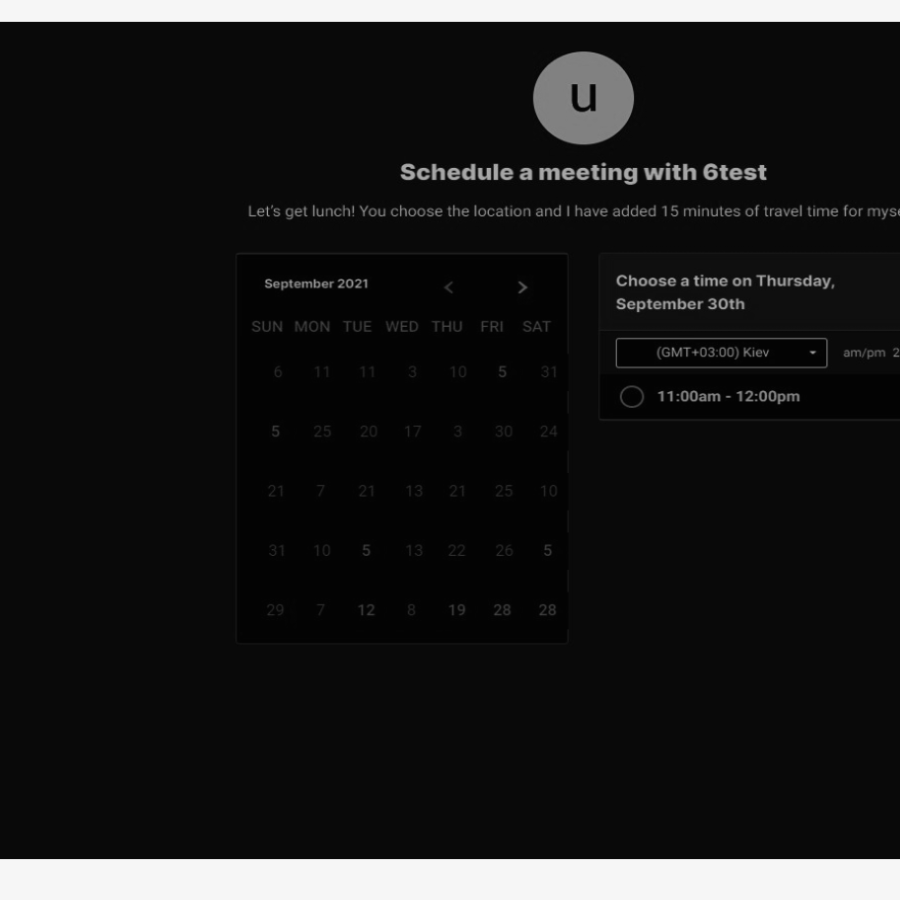 u
Schedule a meeting with 6test
Let's get lunch! You choose the location and I have added 15 minutes of travel time for myse
September 2021 < >
SUN MON TUE WED THU FRI SAT
6 11 11 3 10 5 31
5 25 20 17 3 30 24
21 7 21 13 21 25 10
31 10 5 13 22 26 5
29 7 12 8 19 28 28
Choose a time on Thursday,
September 30th
(GMT+03:00) Kiev am/pm 2
11:00am - 12:00pm